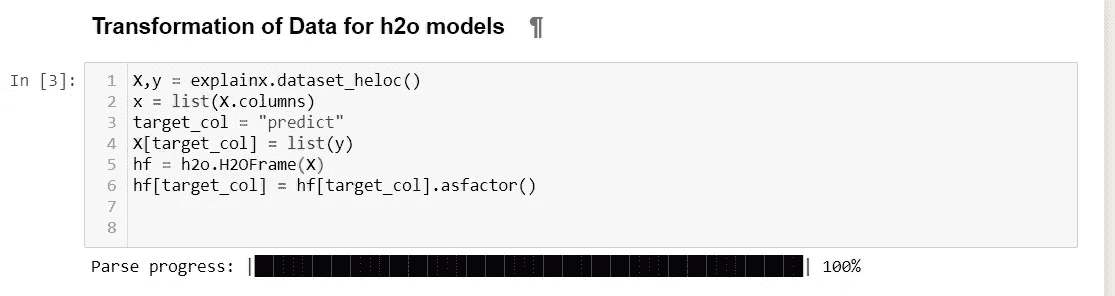 Transformation of Data for h2o models ¶
In [3]:
1 X,y = explainx.dataset_heloc()
2 x = list(X.columns)
3 target_col = "predict"
4 X[target_col] = list(y)
5 hf = h2o.H2OFrame(X)
6 hf[target_col] = hf[target_col].asfactor()
7
8
Parse progress: |█████████████████████████████████████████████████████████| 100%